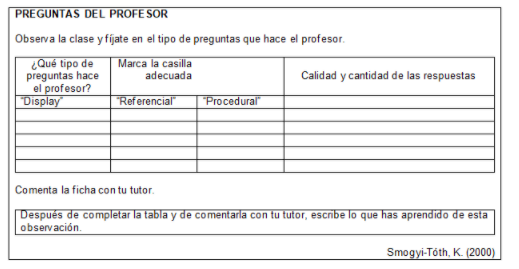 PREGUNTAS DEL PROFESOR
Observa la clase y fíjate en el tipo de preguntas que hace el profesor.
¿Qué tipo de preguntas hace el profesor?
Marca la casilla adecuada
Calidad y cantidad de las respuestas
"Display" "Referencial" "Procedural"
Comenta la ficha con tu tutor.
Después de completar la tabla y de comentarla con tu tutor, escribe lo que has aprendido de esta
observación.
Smogyi-Tóth, K. (2000)